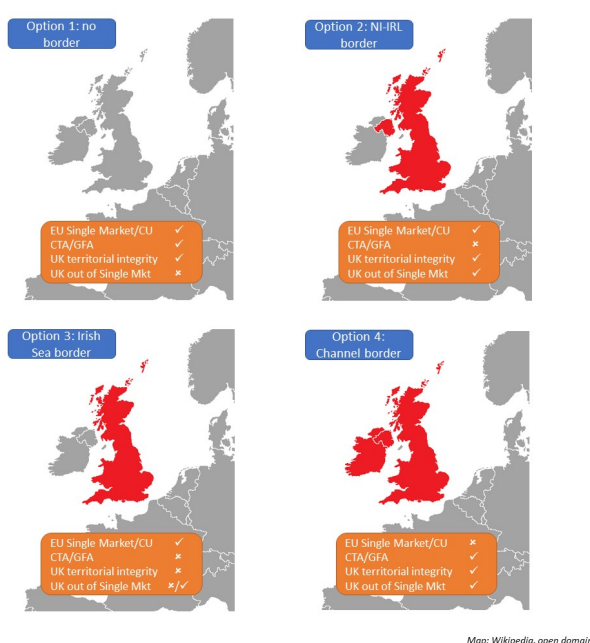 Option 1: no
border
EU Single Market/CU ✓
CTA/GFA ✓
UK territorial integrity ✓
UK out of Single Mkt ×
Option 2: NI-IRL
border
EU Single Market/CU ✓
CTA/GFA ×
UK territorial integrity ✓
UK out of Single Mkt ✓
Option 3: Irish
Sea border
EU Single Market/CU ✓
CTA/GFA ×
UK territorial integrity ×
UK out of Single Mkt ×/✓
Option 4:
Channel border
EU Single Market/CU ×
CTA/GFA ✓
UK territorial integrity ✓
UK out of Single Mkt ✓
Map: Wikipedia, open domain